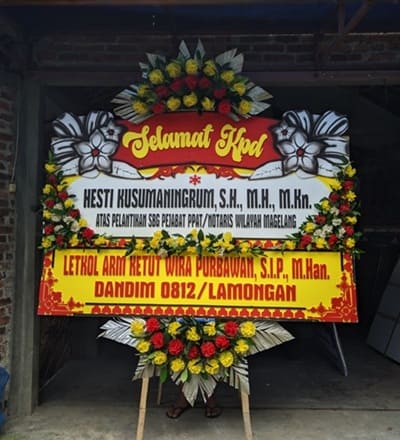 Selamat Kpd
HESTI KUSUMANINGRUM, S.H., M.H., M.Kn.
ATAS PELANTIKAN SBG PEJABAT PPAT/NOTARIS WILAYAH MAGELANG
LETKOL ARM KETUT WIRA PURBAWAN, S.I.P., M.Han.
DANDIM 0812/LAMONGAN